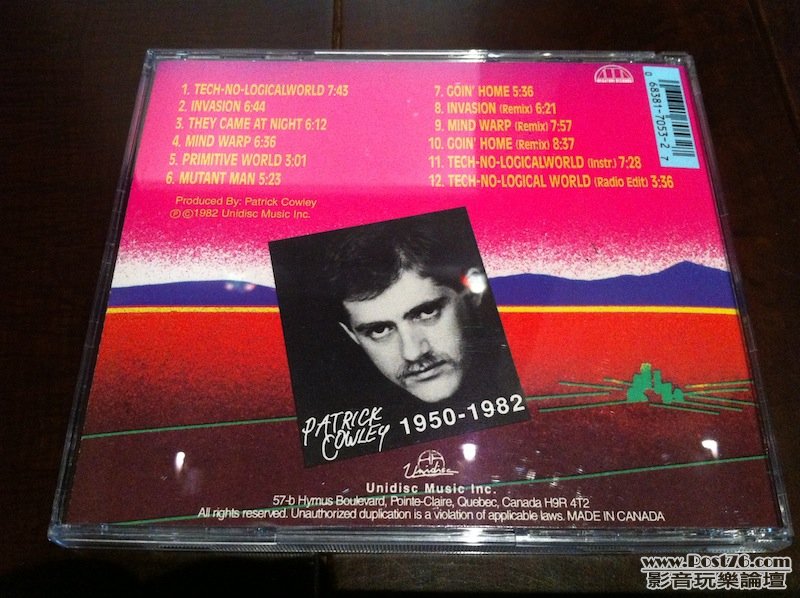 1. TECH-NO-LOGICALWORLD 7:43
2. INVASION 6:44
3. THEY CAME AT NIGHT 6:12
4. MIND WARP 6:36
5. PRIMITIVE WORLD 3:01
6. MUTANT MAN 5:23
Produced By: Patrick Cowley
℗ ©1982 Unidisc Music Inc.
7. GOIN' HOME 5:36
8. INVASION (Remix) 6:21
9. MIND WARP (Remix) 7:57
10. GOIN' HOME (Remix) 8:37
11. TECH-NO-LOGICALWORLD (Instr.) 7:28
12. TECH-NO-LOGICAL WORLD (Radio Edit) 3:36
0 68381-7053-2 7
PATRICK
COWLEY 1950-1982
Unidisc
Unidisc Music Inc.
57-b Hymus Boulevard, Pointe-Claire, Quebec, Canada H9R 4T2
All rights reserved. Unauthorized duplication is a violation of applicable laws. MADE IN CANADA
www.Post76.com
影音玩樂論壇